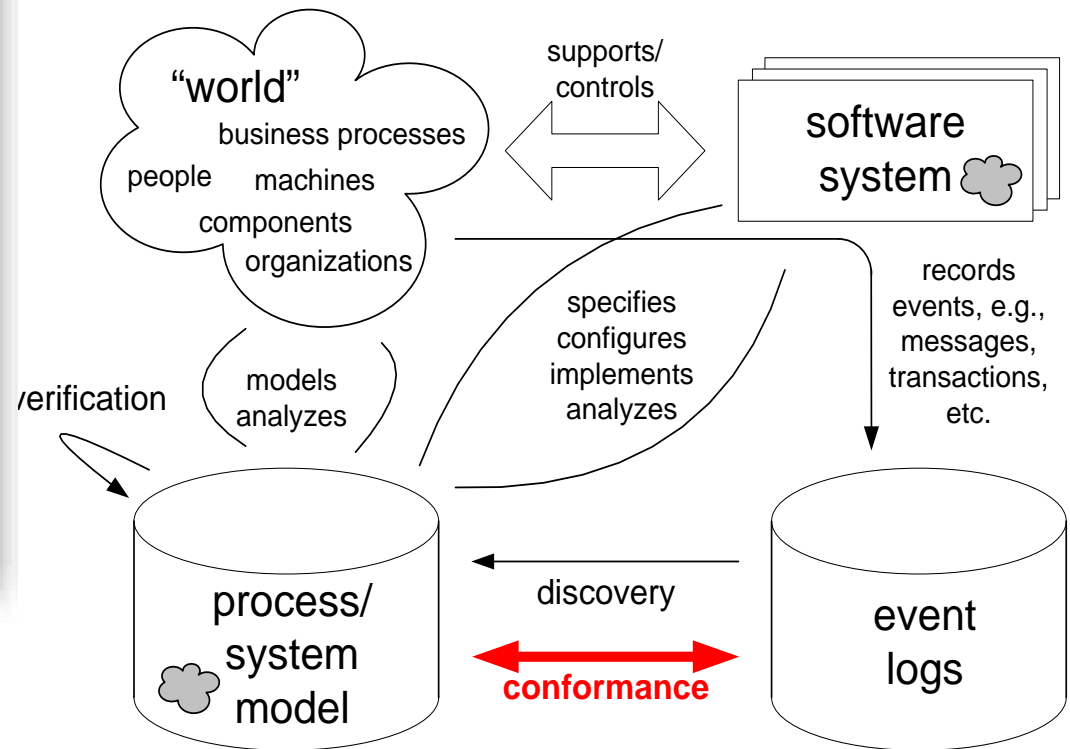 “world”
business processes
people machines
components
organizations
supports/
controls
software
system
records
events, e.g.,
messages,
transactions,
etc.
specifies
configures
implements
analyzes
models
analyzes
verification
process/
system
model
discovery
conformance
event
logs